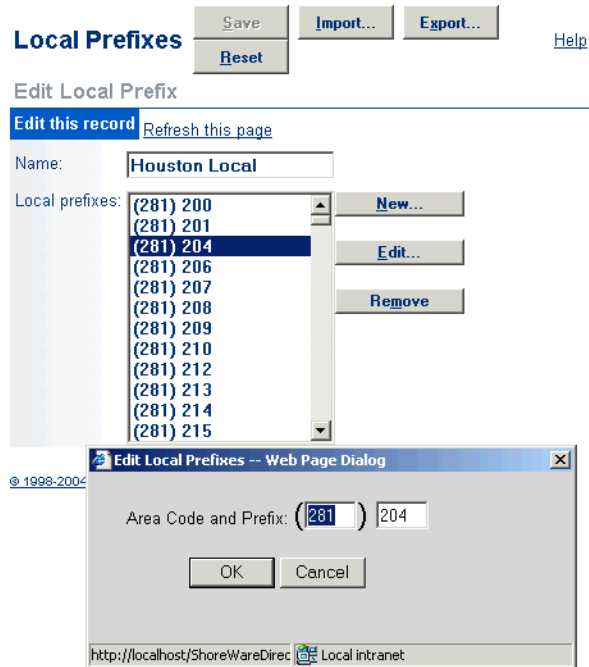 Local Prefixes
Save
Import...
Export...
Reset
Help
Edit Local Prefix
Edit this record
Refresh this page
Name:
Houston Local
Local prefixes:
(281) 200
(281) 201
(281) 204
(281) 206
(281) 207
(281) 208
(281) 209
(281) 210
(281) 212
(281) 213
(281) 214
(281) 215
New...
Edit...
Remove
© 1998-2004
Edit Local Prefixes -- Web Page Dialog
Area Code and Prefix: (281) 204
OK
Cancel
http://localhost/ShoreWareDirec
Local intranet